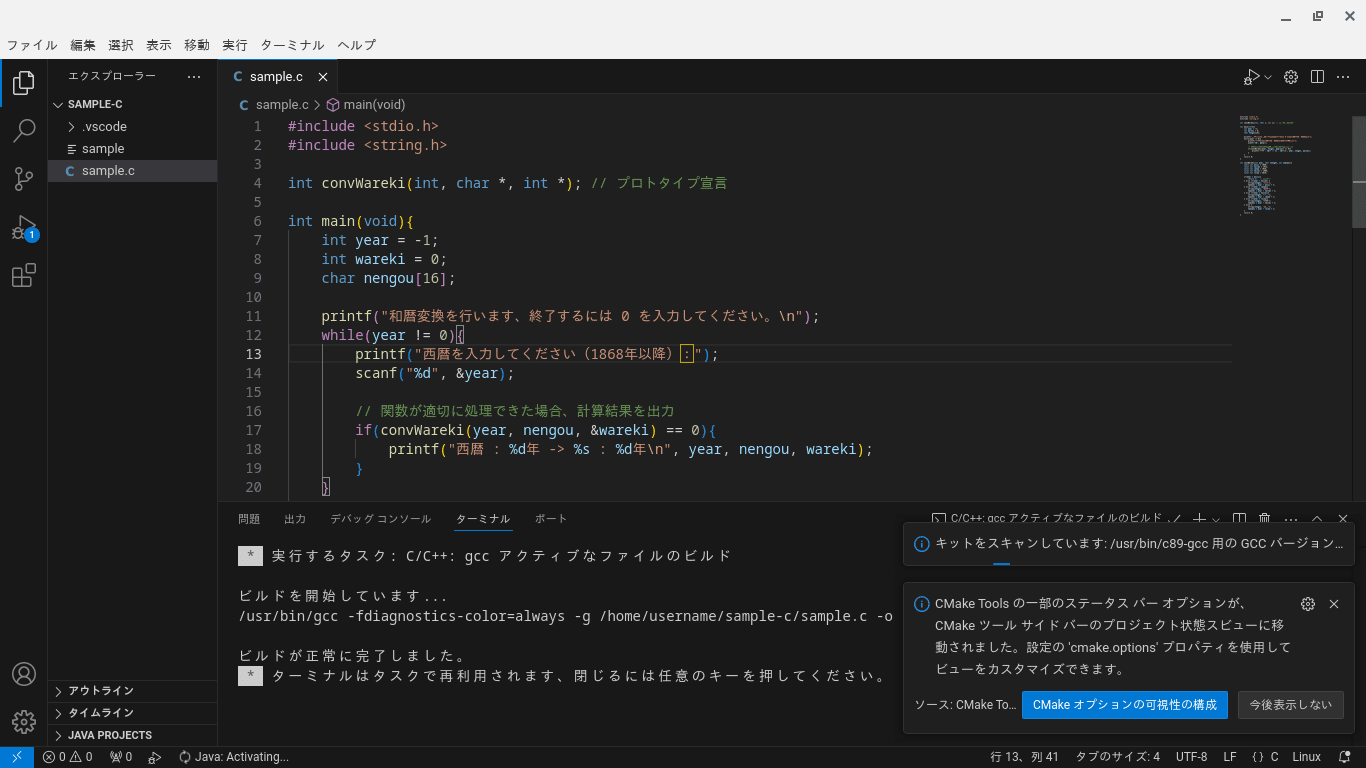 ファイル 編集 選択 表示 移動 実行 ターミナル ヘルプ
エクスプローラー ...
SAMPLE-C
.vscode
sample
C sample.c
アウトライン
タイムライン
JAVA PROJECTS
1
C sample.c
C sample.c > main(void)
1 #include <stdio.h>
2 #include <string.h>
3
4 int convWareki(int, char *, int *); // プロトタイプ宣言
5
6 int main(void){
7 int year = -1;
8 int wareki = 0;
9 char nengou[16];
10
11 printf("和暦変換を行います、終了するには 0 を入力してください。\n");
12 while(year != 0){
13 printf("西暦を入力してください（1868年以降）：");
14 scanf("%d", &year);
15
16 // 関数が適切に処理できた場合、計算結果を出力
17 if(convWareki(year, nengou, &wareki) == 0){
18 printf("西暦 : %d年 -> %s : %d年\n", year, nengou, wareki);
19 }
20 }
問題 出力 デバッグ コンソール ターミナル ポート
C/C++: gcc アクティブなファイルのビルド
* 実行するタスク: C/C++: gcc アクティブなファイルのビルド
ビルドを開始しています...
/usr/bin/gcc -fdiagnostics-color=always -g /home/username/sample-c/sample.c -o
ビルドが正常に完了しました。
* ターミナルはタスクで再利用されます、閉じるには任意のキーを押してください。
キットをスキャンしています: /usr/bin/c89-gcc 用の GCC バージョン...
CMake Tools の一部のステータス バー オプションが、
CMake ツール サイド バーのプロジェクト状態スビューに移
動されました。設定の 'cmake.options' プロパティを使用して
ビューをカスタマイズできます。
ソース: CMake To... CMake オプションの可視性の構成 今後表示しない
0 0 0 Java: Activating... 行 13、列 41 タブのサイズ: 4 UTF-8 LF {} C Linux